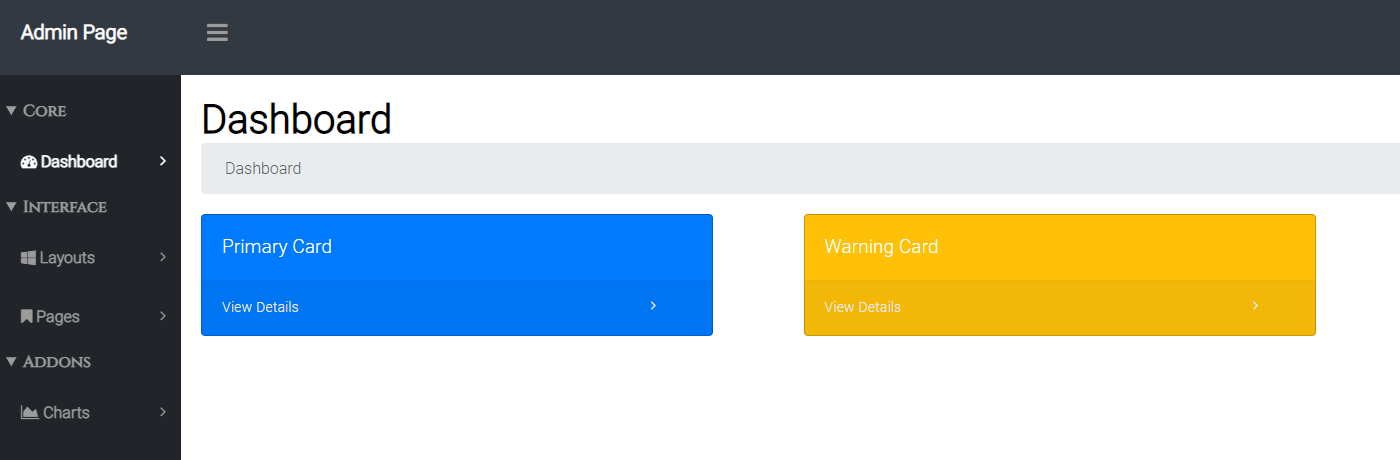 Admin Page
Core
Dashboard
Interface
Layouts
Pages
Addons
Charts
Dashboard
Dashboard
Primary Card
View Details
Warning Card
View Details